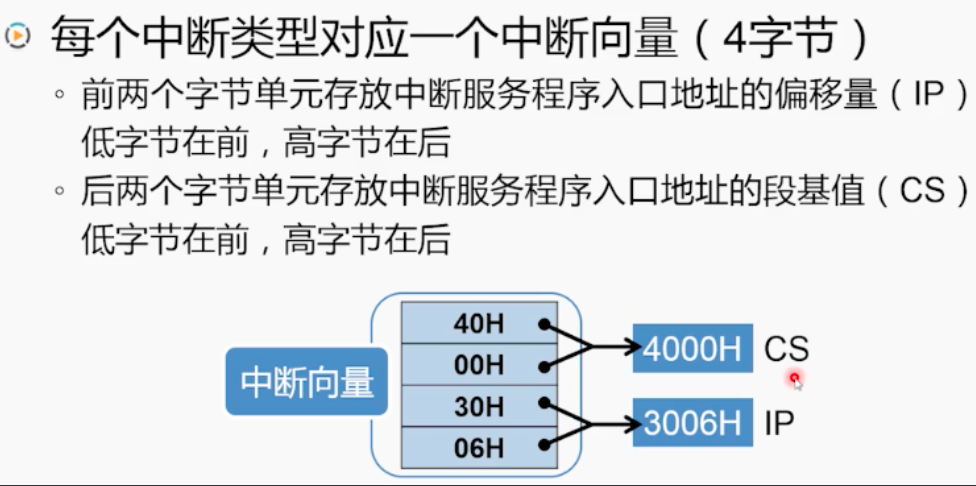 每个中断类型对应一个中断向量（4字节）
前两个字节单元存放中断服务程序入口地址的偏移量（IP）
低字节在前，高字节在后
后两个字节单元存放中断服务程序入口地址的段基值（CS）
低字节在前，高字节在后
中断向量
40H
00H
30H
06H
4000H CS
3006H IP